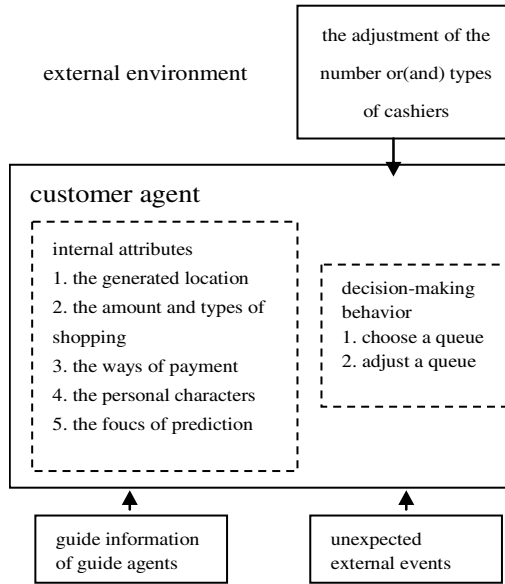 the adjustment of the
number or(and) types
of cashiers
external environment
customer agent
internal attributes
1. the generated location
2. the amount and types of
shopping
3. the ways of payment
4. the personal characters
5. the foucs of prediction
decision-making
behavior
1. choose a queue
2. adjust a queue
guide information
of guide agents
unexpected
external events